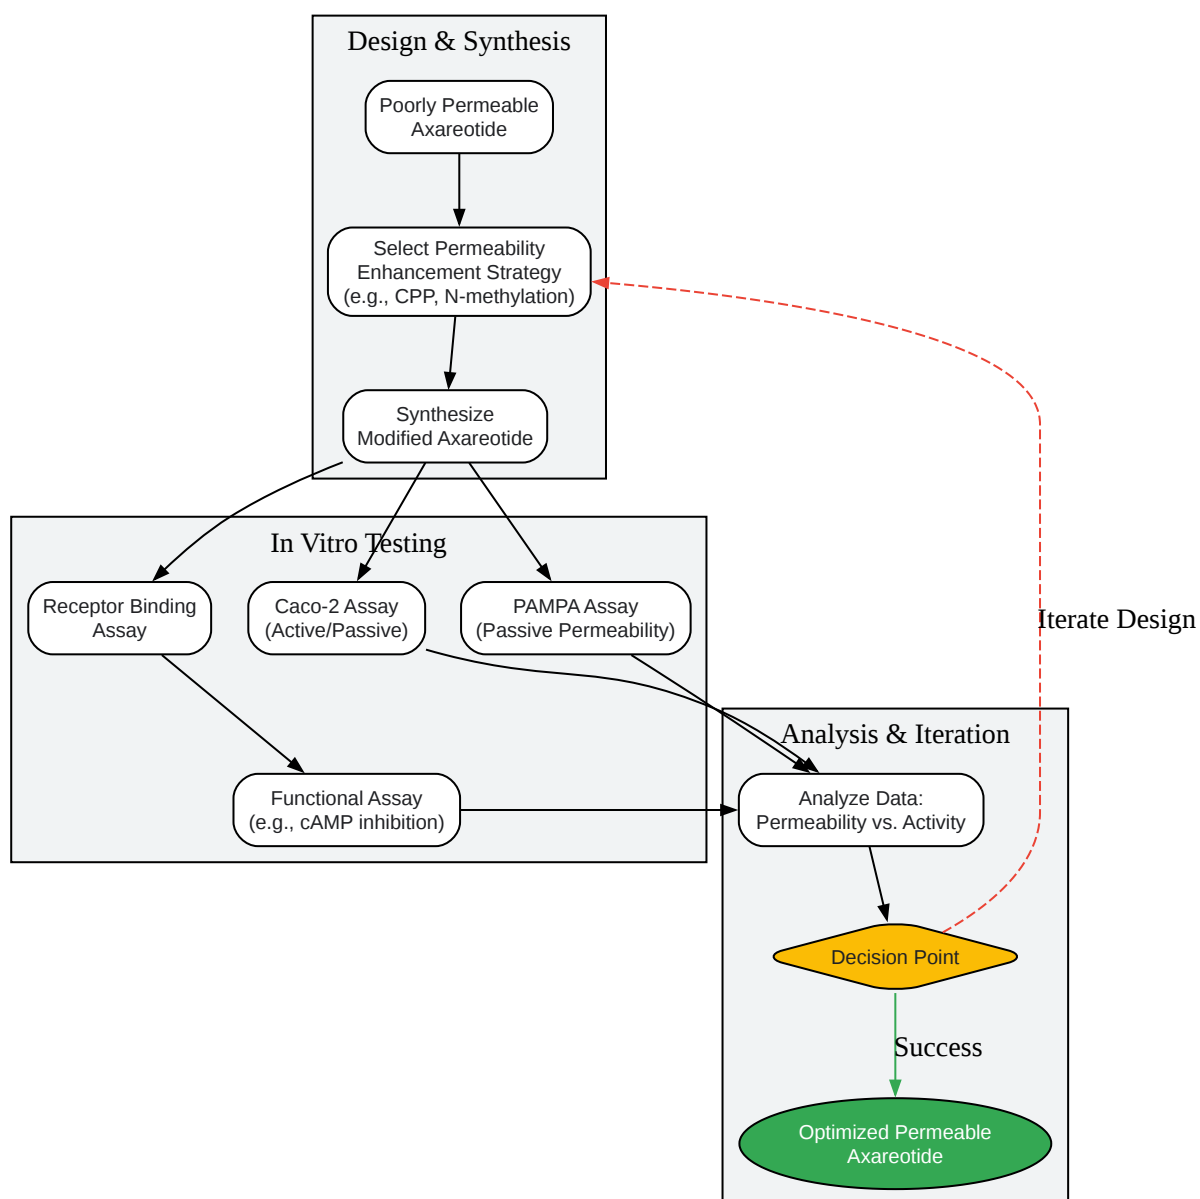 Design & Synthesis
Poorly Permeable
Axareotide
Select Permeability
Enhancement Strategy
(e.g., CPP, N-methylation)
Synthesize
Modified Axareotide
In Vitro Testing
Receptor Binding
Assay
Caco-2 Assay
(Active/Passive)
PAMPA Assay
(Passive Permeability)
Iterate Design
Functional Assay
(e.g., cAMP inhibition)
Analysis & Iteration
Analyze Data:
Permeability vs. Activity
Decision Point
Success
Optimized Permeable
Axareotide